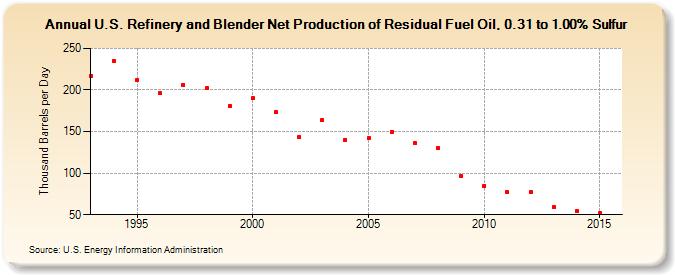 Annual U.S. Refinery and Blender Net Production of Residual Fuel Oil, 0.31 to 1.00% Sulfur
Thousand Barrels per Day
250
200
150
100
50
1995 2000 2005 2010 2015
Source: U.S. Energy Information Administration